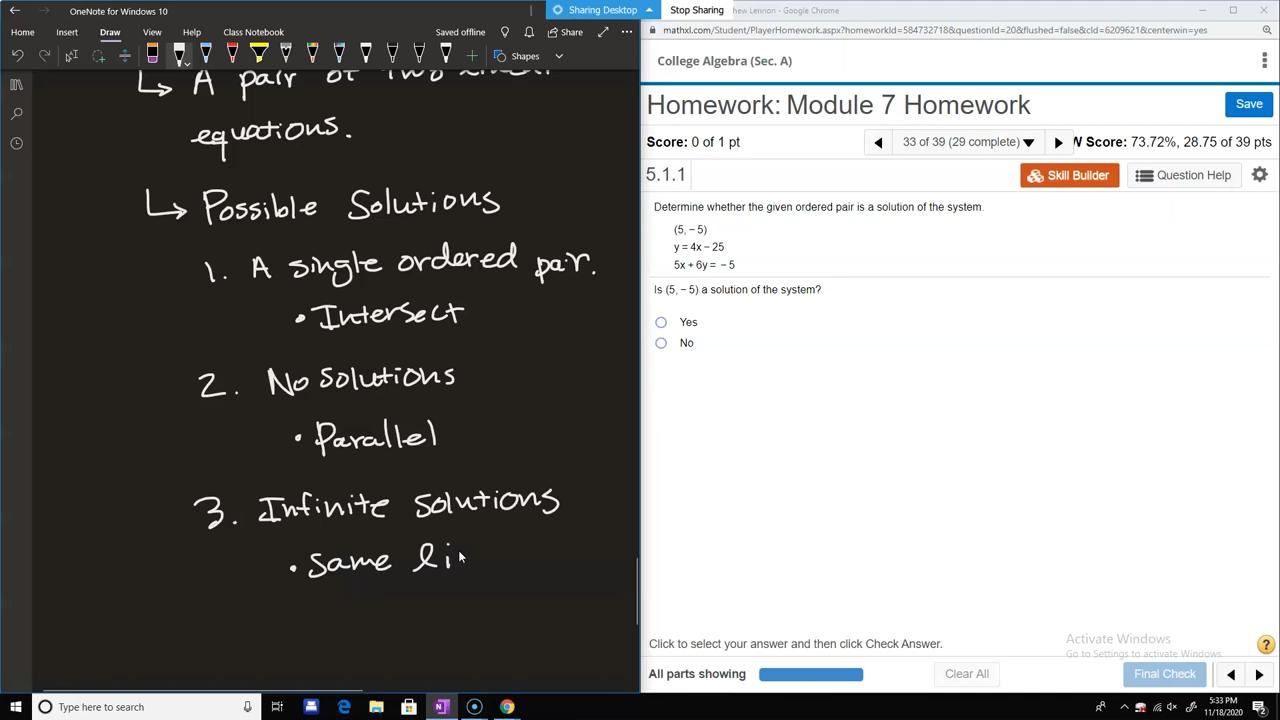 OneNote for Windows 10
Sharing Desktop
Stop Sharing
hew Lennon - Google Chrome
Home
Insert
Draw
View
Help
Class Notebook
Saved offline
Share
mathxl.com/Student/PlayerHomework.aspx?homeworkId=584732718&questionId=20&flushed=false&cId=6209621&centerwin=yes
Shapes
College Algebra (Sec. A)
A pair of two linear
equations.
Possible Solutions
1. A single ordered pair.
• Intersect
2. No solutions
• Parallel
3. Infinite solutions
• same li
Homework: Module 7 Homework
Save
Score: 0 of 1 pt
33 of 39 (29 complete)
W Score: 73.72%, 28.75 of 39 pts
5.1.1
Skill Builder
Question Help
Determine whether the given ordered pair is a solution of the system.
(5, − 5)
y = 4x − 25
5x + 6y = − 5
Is (5, − 5) a solution of the system?
Yes
No
Click to select your answer and then click Check Answer.
Activate Windows
Go to Settings to activate Windows.
?
All parts showing
Clear All
Final Check
Type here to search
5:33 PM
11/18/2020
2